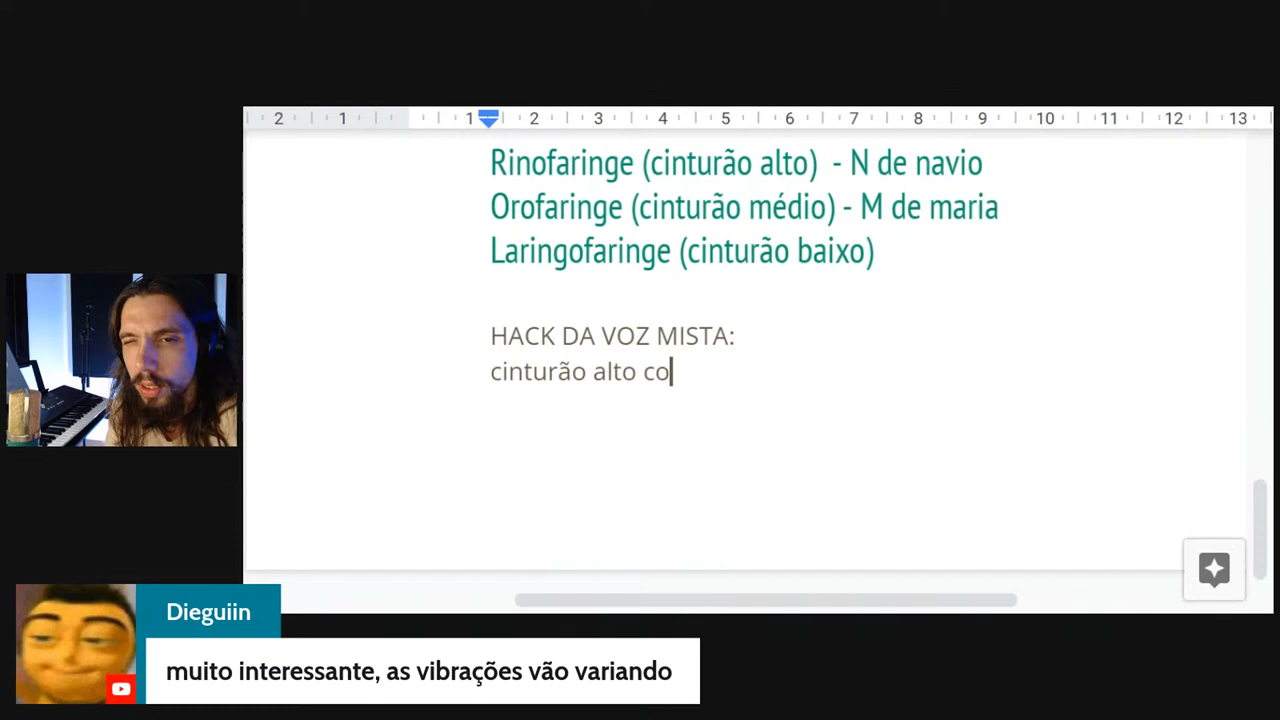 2 1 1 2 3 4 5 6 7 8 9 10 11 12 13
Rinofaringe (cinturão alto) - N de navio
Orofaringe (cinturão médio) - M de maria
Laringofaringe (cinturão baixo)
HACK DA VOZ MISTA:
cinturão alto co
Dieguiin
muito interessante, as vibrações vão variando